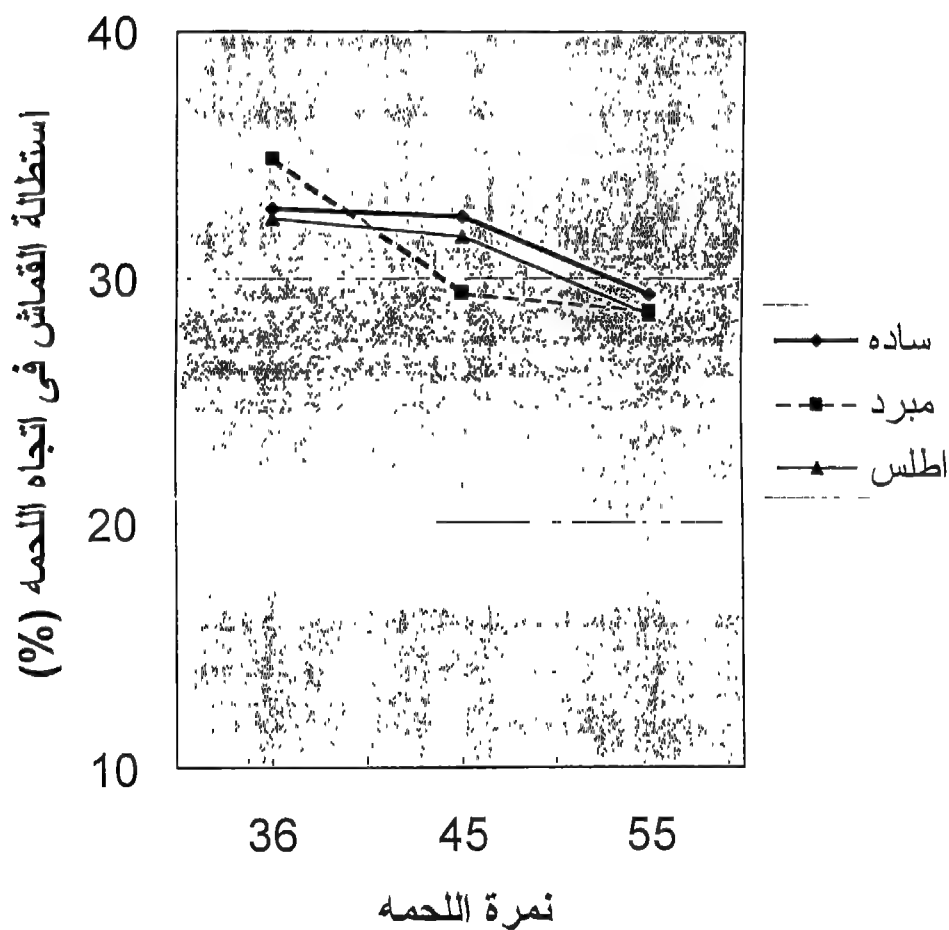 40
30
20
10
استطالة القماش فى اتجاه اللحمه (%)
ساده
مبرد
اطلس
36 45 55
نمرة اللحمه